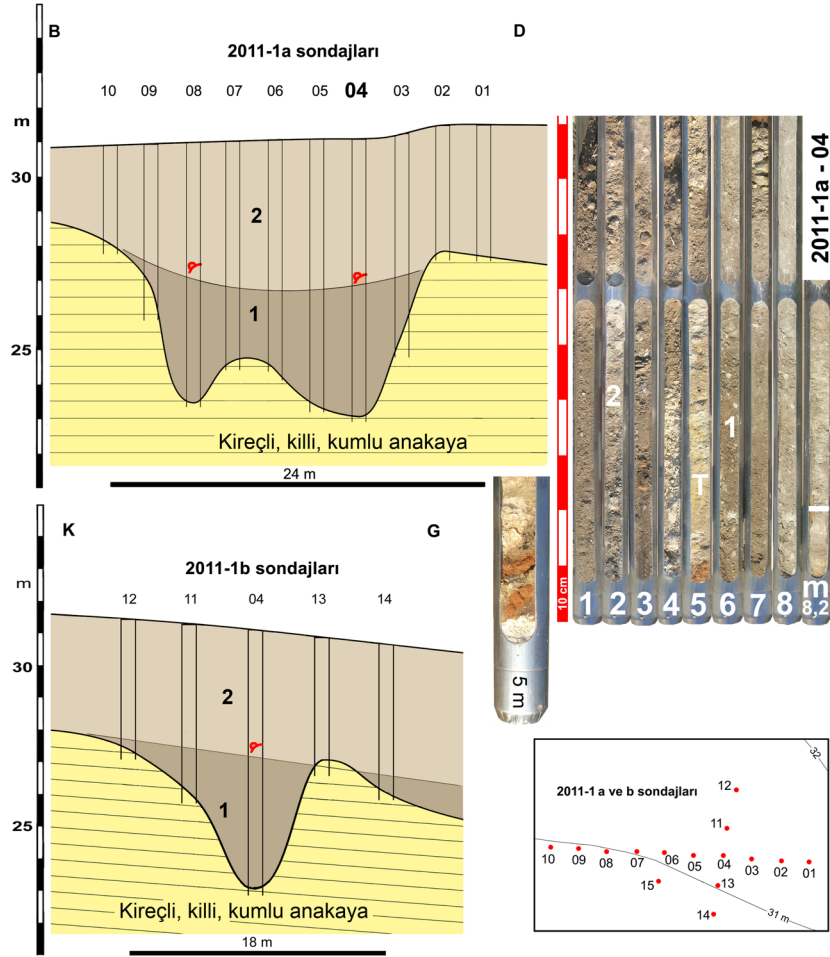 B
D
2011-1a sondajları
10 09 08 07 06 05 04 03 02 01
m
30
25
2
1
Kireçli, killi, kumlu anakaya
24 m
2011-1a - 04
2
T
1
10 cm
1 2 3 4 5 6 7 8 m
8,2
5 m
K
G
2011-1b sondajları
12 11 04 13 14
m
30
25
2
1
Kireçli, killi, kumlu anakaya
18 m
2011-1 a ve b sondajları
32
12
11
10 09 08 07 06 05 04 03 02 01
15
13
14
31 m